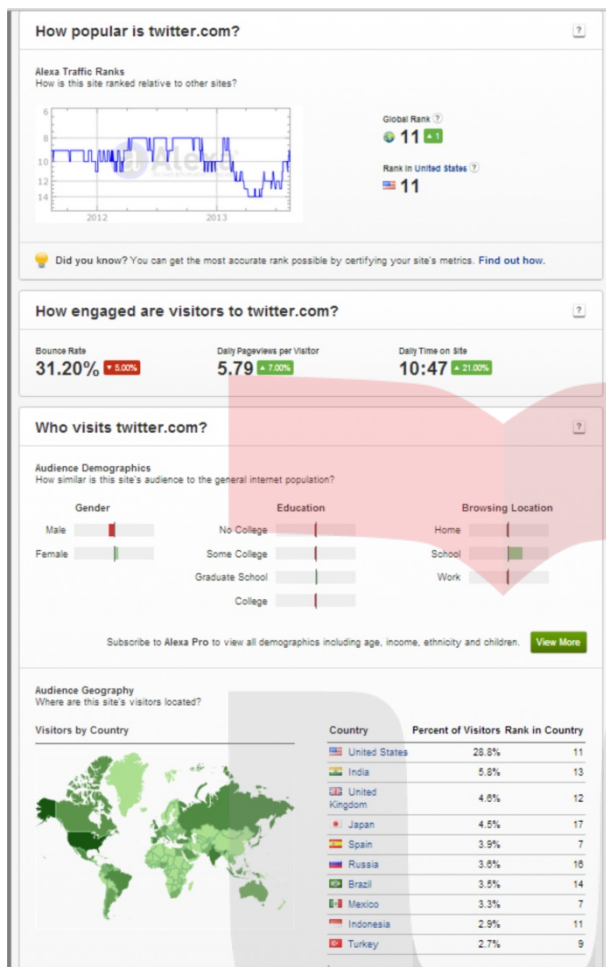 How popular is twitter.com?
?
Alexa Traffic Ranks
How is this site ranked relative to other sites?
6
8
10
12
14
2012
2013
Alexa
Global Rank ?
11 1
Rank in United States ?
11
Did you know? You can get the most accurate rank possible by certifying your site's metrics. Find out how.
How engaged are visitors to twitter.com?
?
Bounce Rate
31.20% 5.00%
Daily Pageviews per Visitor
5.79 7.00%
Daily Time on Site
10:47 21.00%
Who visits twitter.com?
?
Audience Demographics
How similar is this site's audience to the general internet population?
Gender
Male
Female
Education
No College
Some College
Graduate School
College
Browsing Location
Home
School
Work
Subscribe to Alexa Pro to view all demographics including age, income, ethnicity and children. View More
Audience Geography
Where are this site's visitors located?
Visitors by Country
Country Percent of Visitors Rank in Country
United States 28.8% 11
India 5.8% 13
United
Kingdom 4.6% 12
Japan 4.5% 17
Spain 3.9% 7
Russia 3.6% 16
Brazil 3.5% 14
Mexico 3.3% 7
Indonesia 2.9% 11
Turkey 2.7% 9